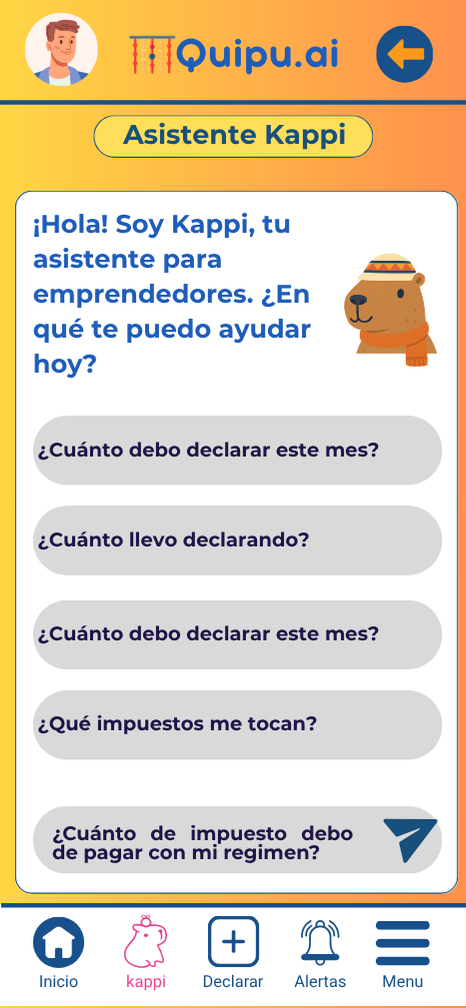 Quipu.ai
Asistente Kappi
¡Hola! Soy Kappi, tu
asistente para
emprendedores. ¿En
qué te puedo ayudar
hoy?
¿Cuánto debo declarar este mes?
¿Cuánto llevo declarando?
¿Cuánto debo declarar este mes?
¿Qué impuestos me tocan?
¿Cuánto de impuesto debo
de pagar con mi regimen?
Inicio
kappi
Declarar
Alertas
Menu